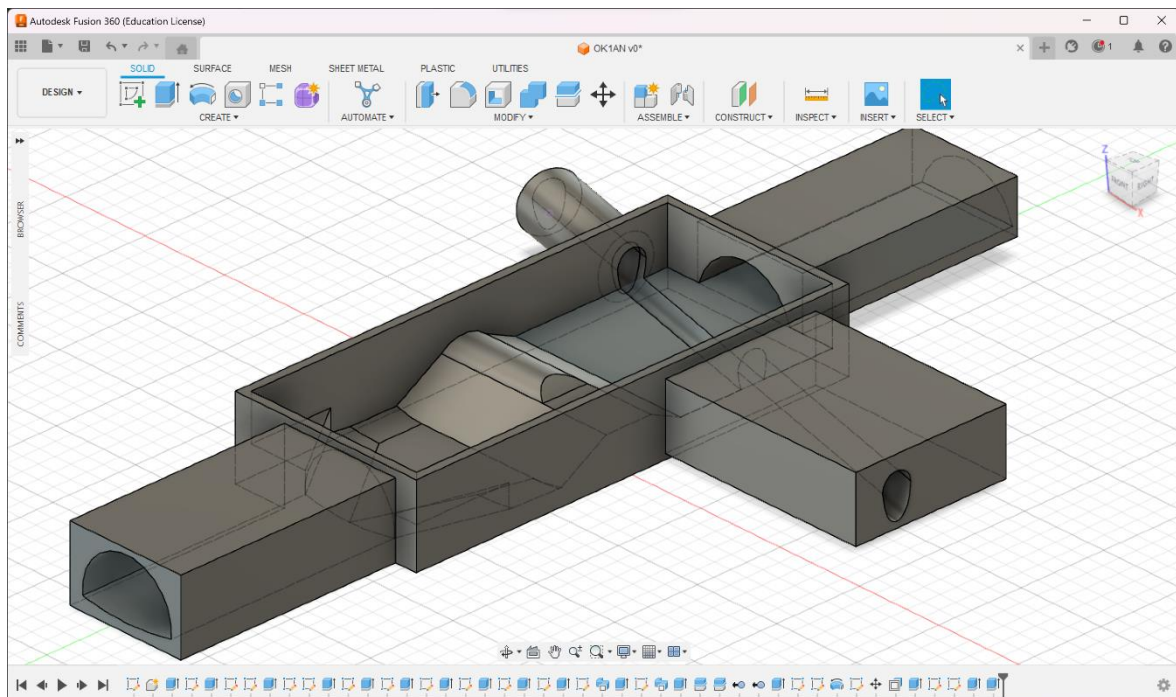 Autodesk Fusion 360 (Education License)
OK1AN v0*
1
SOLID SURFACE MESH SHEET METAL PLASTIC UTILITIES
DESIGN
CREATE AUTOMATE MODIFY ASSEMBLE CONSTRUCT INSPECT INSERT SELECT
BROWSER
COMMENTS
Z
FRONT RIGHT
X